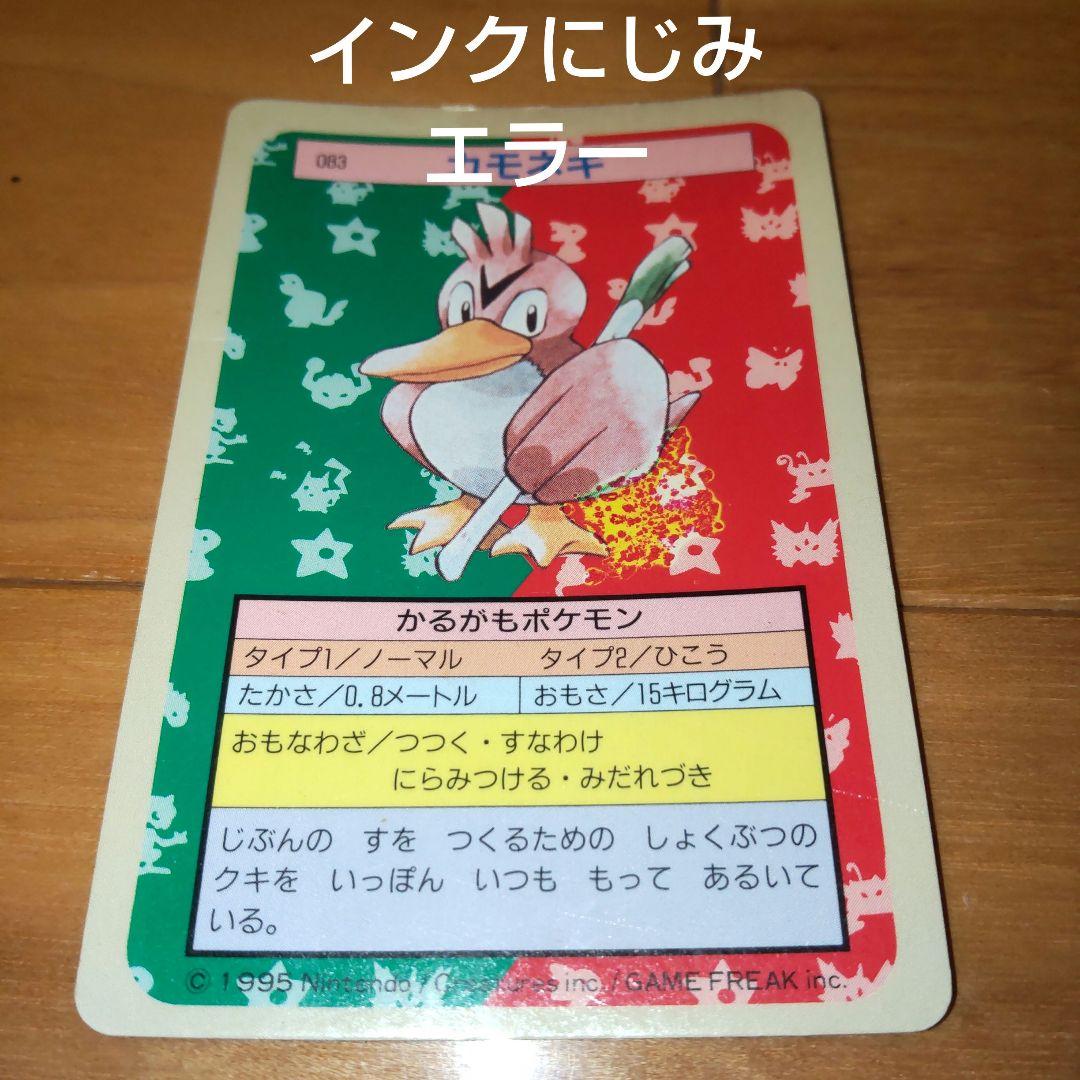 インクにじみ
エラー
083 カモネギ
かるがもポケモン
タイプ1／ノーマル タイプ2／ひこう
たかさ／0.8メートル おもさ／15キログラム
おもなわざ／つつく・すなわけ
にらみつける・みだれづき
じぶんの すを つくるための しょくぶつの
クキを いっぽん いつも もって あるいて
いる。
© 1995 Nintendo / Creatures inc. / GAME FREAK inc.